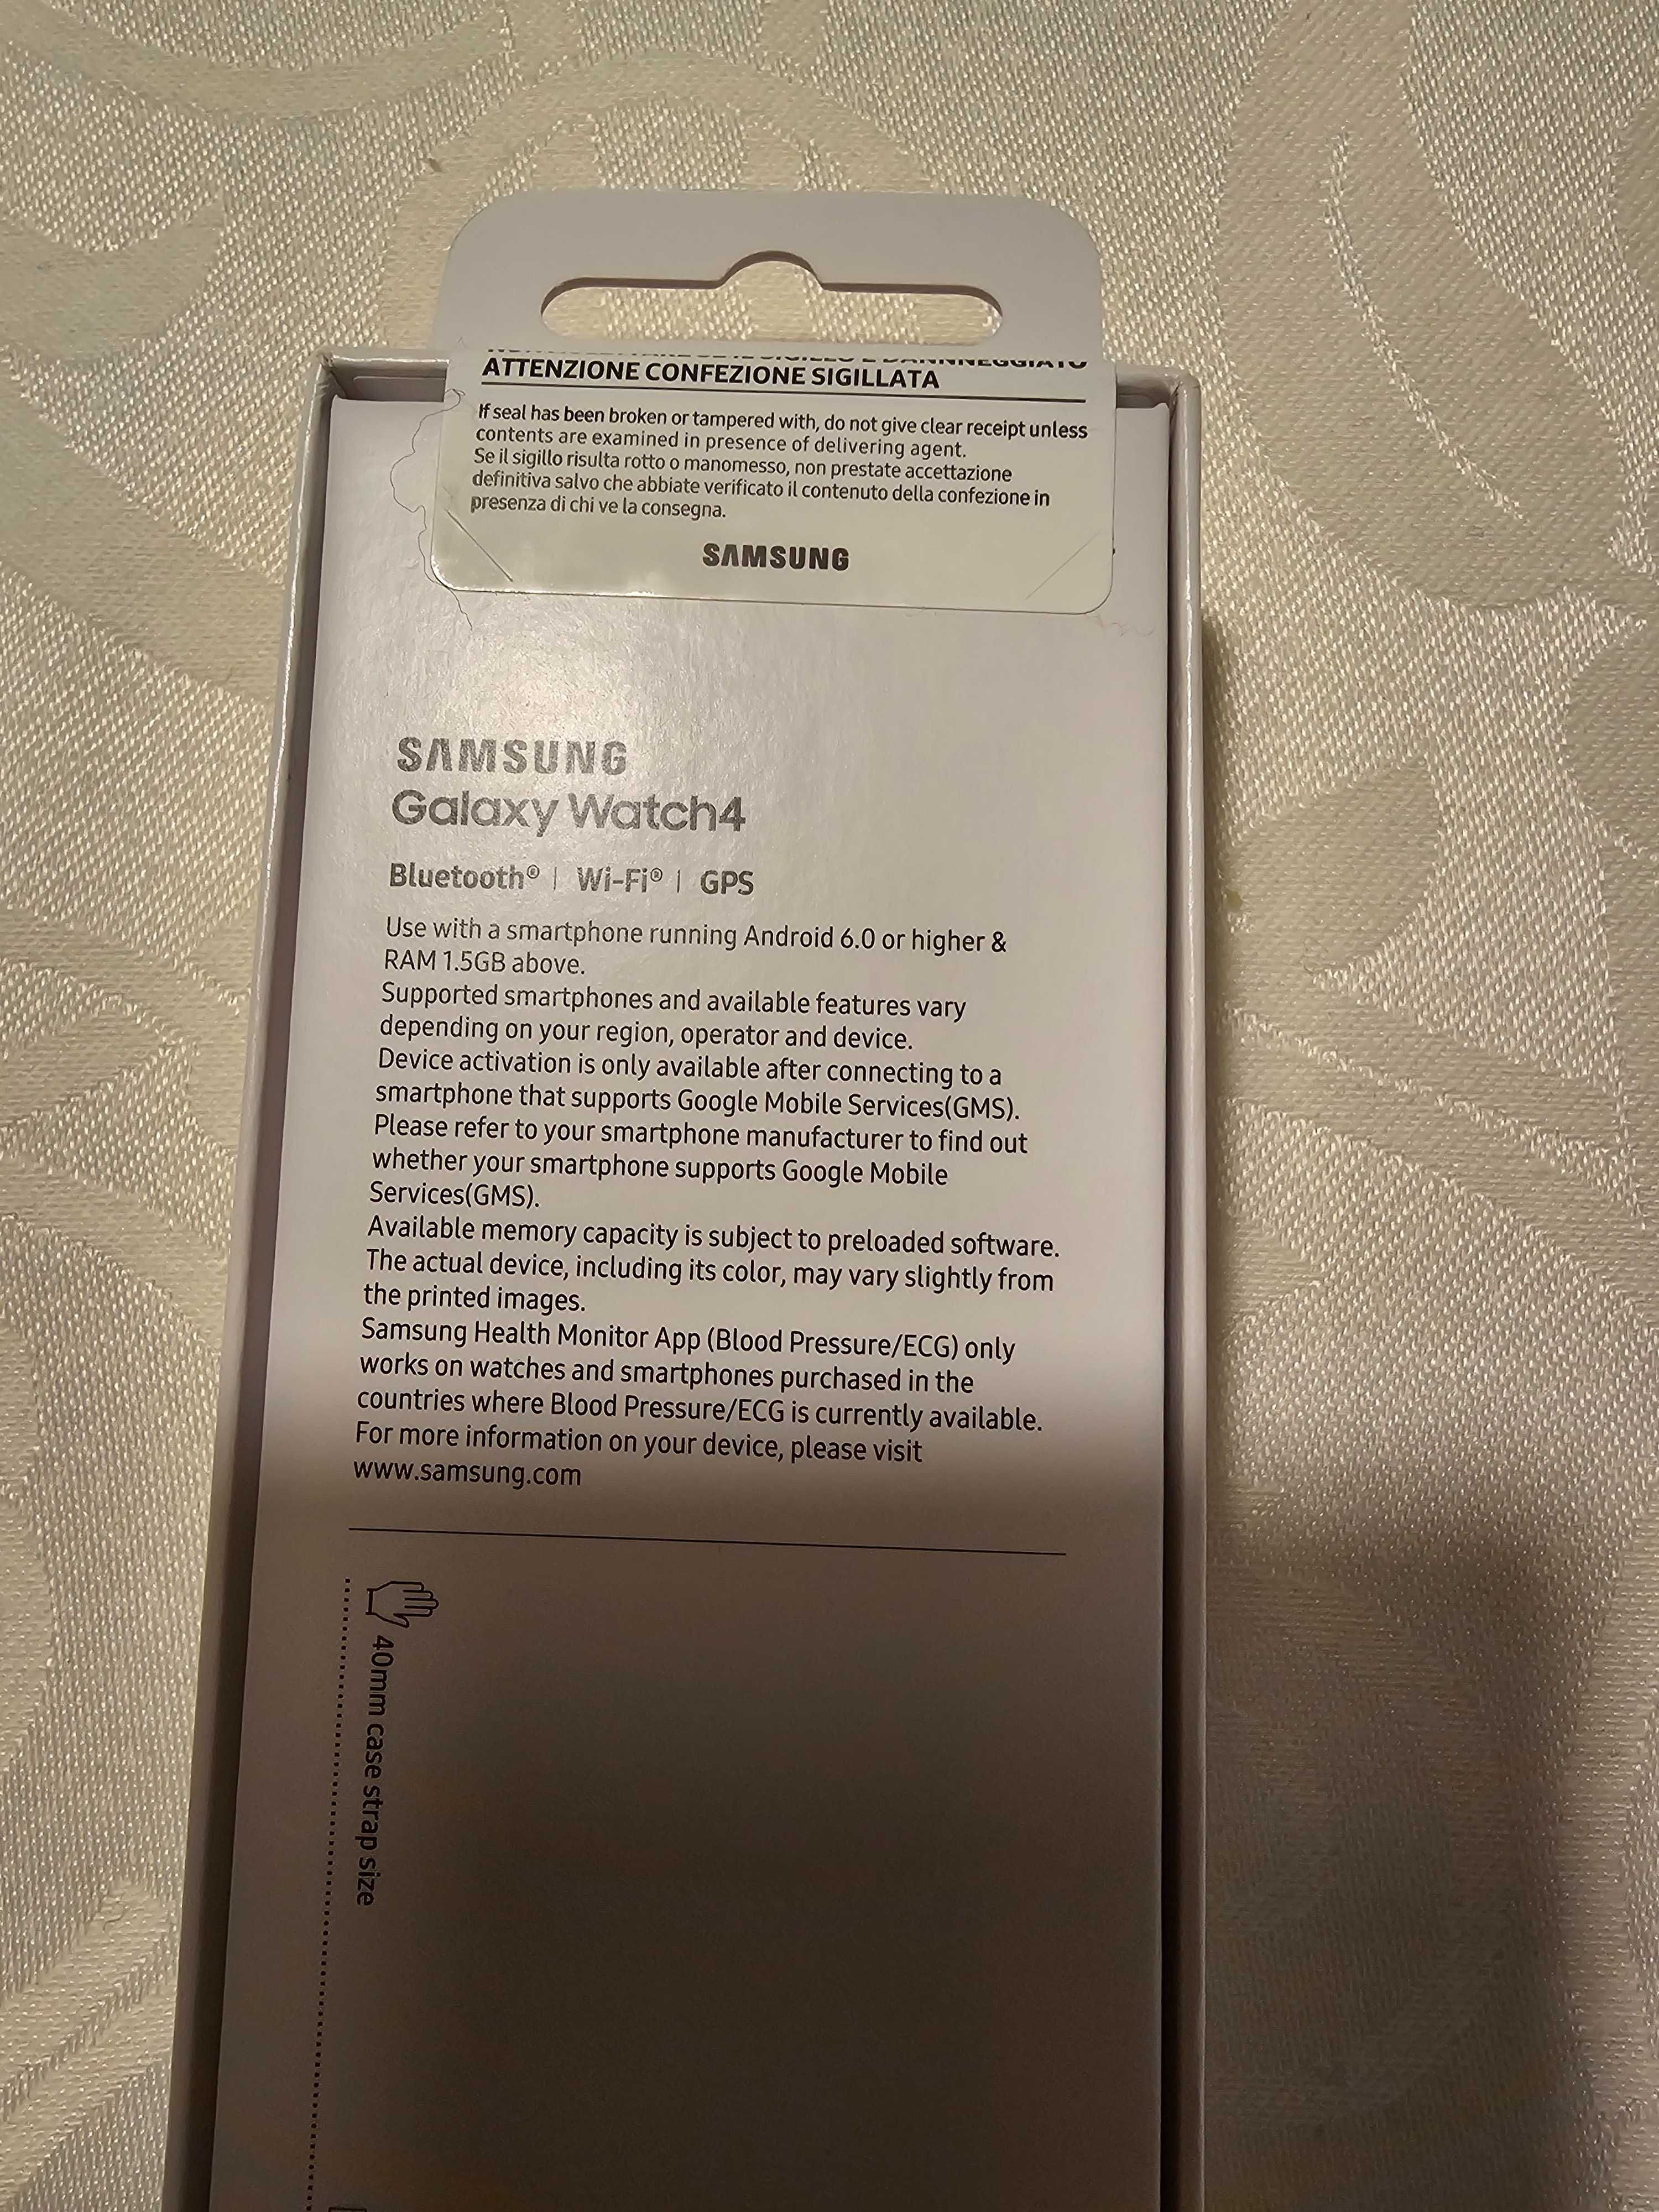 ATTENZIONE CONFEZIONE SIGILLATA
If seal has been broken or tampered with, do not give clear receipt unless
contents are examined in presence of delivering agent.
Se il sigillo risulta rotto o manomesso, non prestate accettazione
definitiva salvo che abbiate verificato il contenuto della confezione in
presenza di chi ve la consegna.
SAMSUNG
SAMSUNG
Galaxy Watch4
Bluetooth® | Wi-Fi® | GPS
Use with a smartphone running Android 6.0 or higher &
RAM 1.5GB above.
Supported smartphones and available features vary
depending on your region, operator and device.
Device activation is only available after connecting to a
smartphone that supports Google Mobile Services(GMS).
Please refer to your smartphone manufacturer to find out
whether your smartphone supports Google Mobile
Services(GMS).
Available memory capacity is subject to preloaded software.
The actual device, including its color, may vary slightly from
the printed images.
Samsung Health Monitor App (Blood Pressure/ECG) only
works on watches and smartphones purchased in the
countries where Blood Pressure/ECG is currently available.
For more information on your device, please visit
www.samsung.com
40mm case strap size